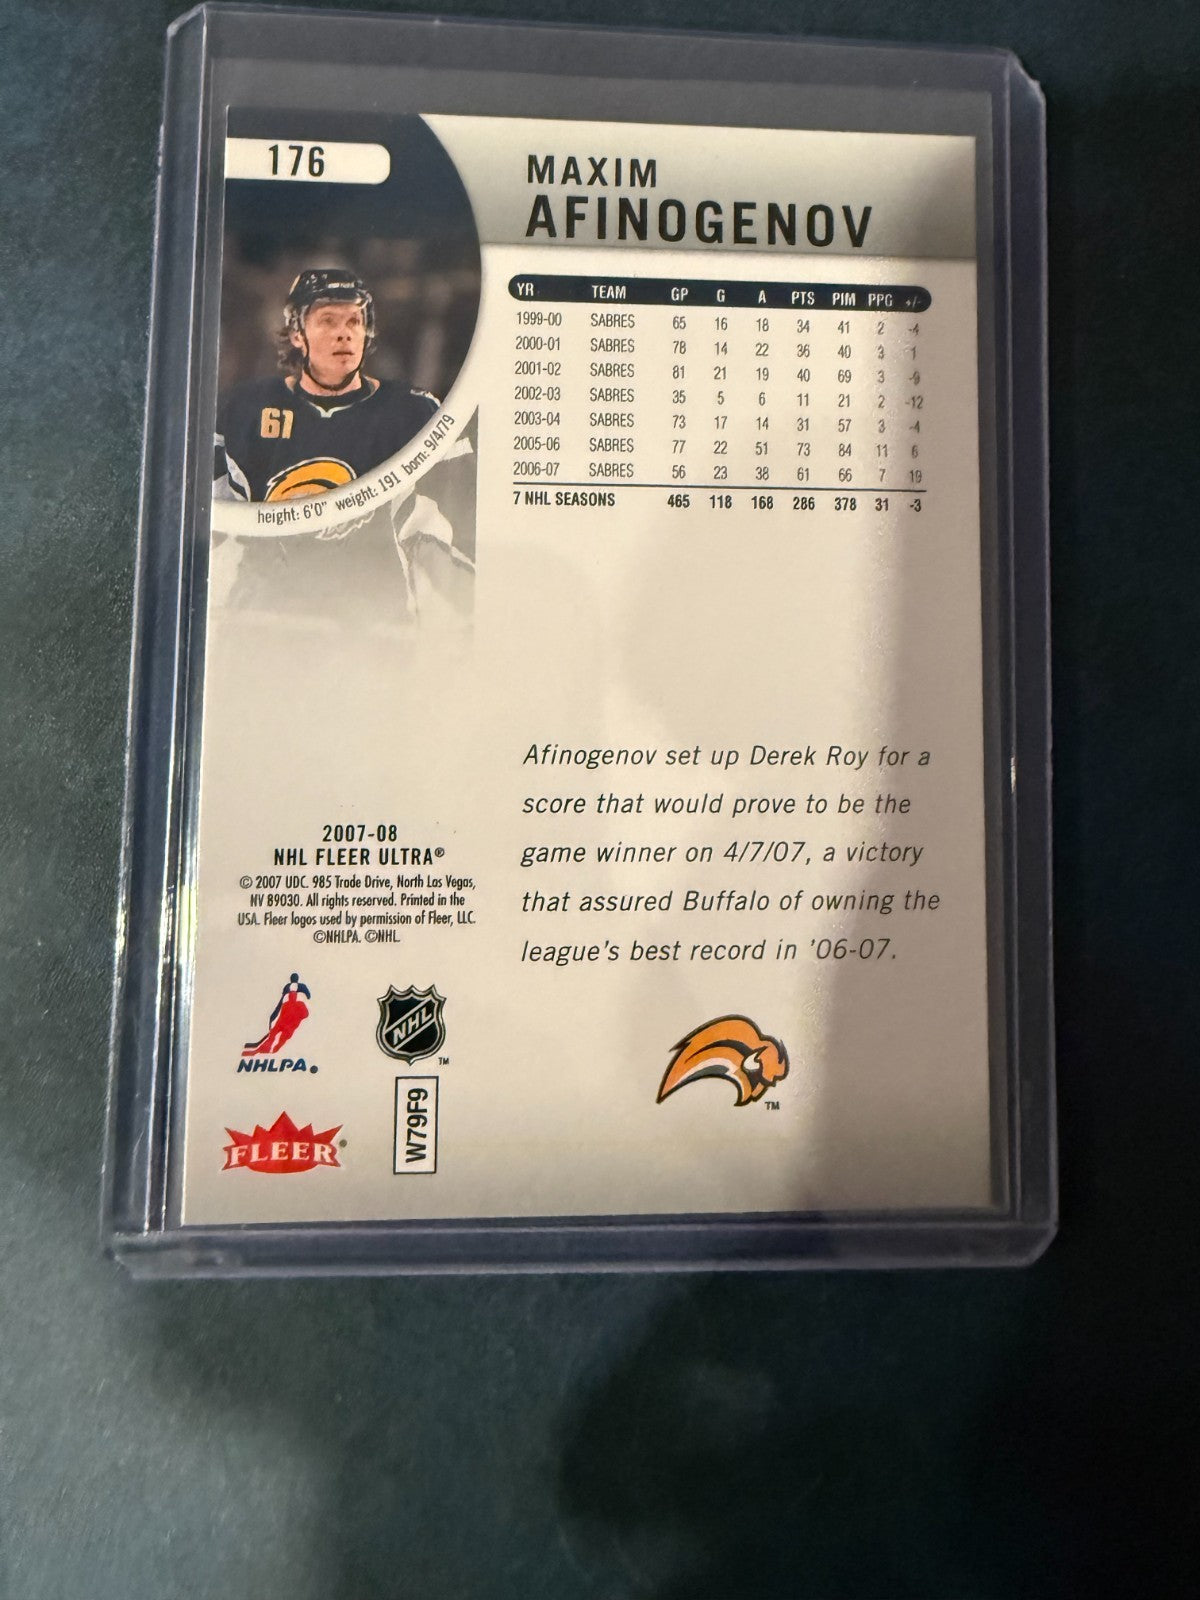 176
MAXIM
AFINOGENOV
61
height: 6'0" weight: 191 born: 9/4/79
YR TEAM GP G A PTS PIM PPG +/-
1999-00 SABRES 65 16 18 34 41 2 -4
2000-01 SABRES 78 14 22 36 40 3 1
2001-02 SABRES 81 21 19 40 69 3 -9
2002-03 SABRES 35 5 6 11 21 2 -12
2003-04 SABRES 73 17 14 31 57 3 -4
2005-06 SABRES 77 22 51 73 84 11 6
2006-07 SABRES 56 23 38 61 66 7 19
7 NHL SEASONS 465 118 168 286 378 31 -3
Afinogenov set up Derek Roy for a
score that would prove to be the
game winner on 4/7/07, a victory
that assured Buffalo of owning the
league's best record in '06-07.
2007-08
NHL FLEER ULTRA®
© 2007 UDC. 985 Trade Drive, North Las Vegas,
NV 89030. All rights reserved. Printed in the
USA. Fleer logos used by permission of Fleer, LLC.
©NHLPA. ©NHL.
NHLPA.
NHL
TM
TM
FLEER®
W79F9